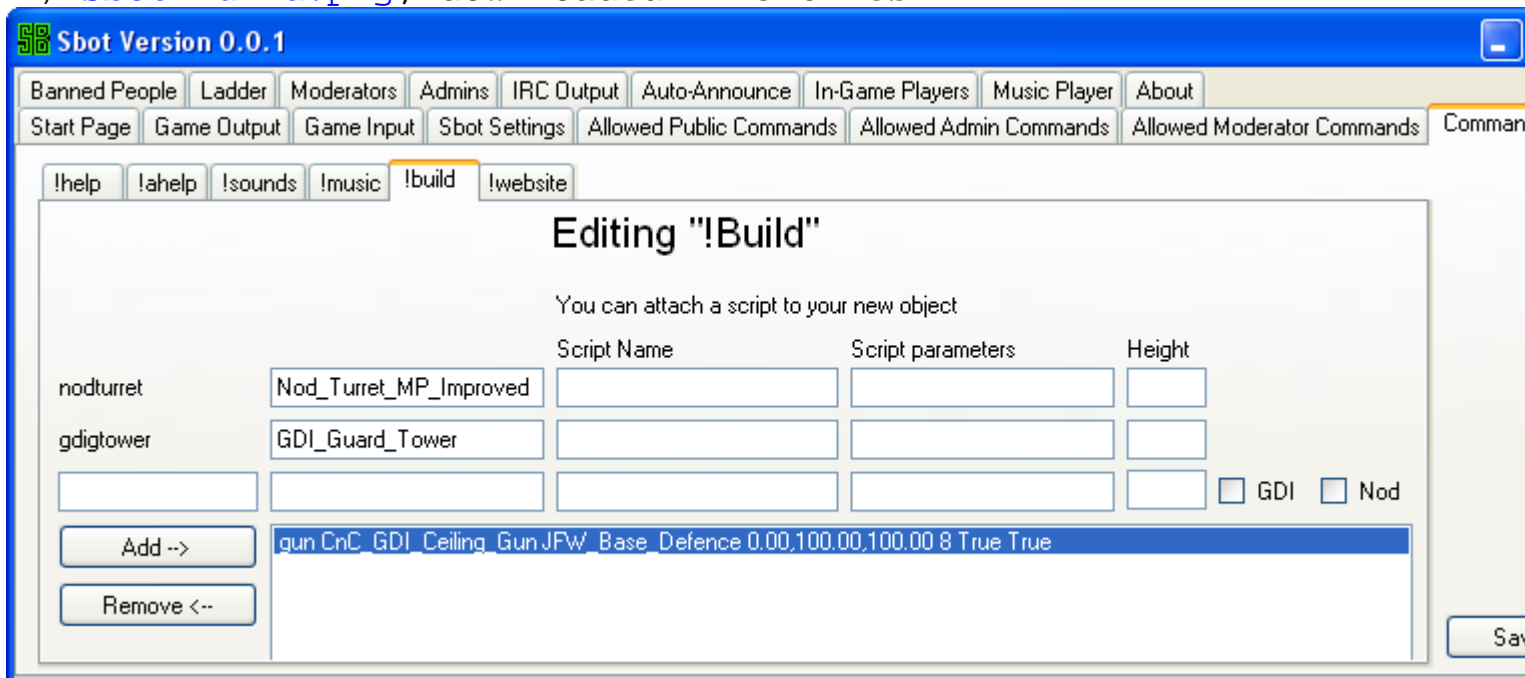 Sbot Version 0.0.1
Banned People Ladder Moderators Admins IRC Output Auto-Announce In-Game Players Music Player About
Start Page Game Output Game Input Sbot Settings Allowed Public Commands Allowed Admin Commands Allowed Moderator Commands Comman
!help !ahelp !sounds !music !build !website
Editing "!Build"
You can attach a script to your new object
Script Name Script parameters Height
nodturret Nod_Turret_MP_Improved
gdigtower GDI_Guard_Tower
GDI Nod
Add -->
gun CnC_GDI_Ceiling_Gun JFW_Base_Defence 0.00,100.00,100.00 8 True True
Remove <--
Sav